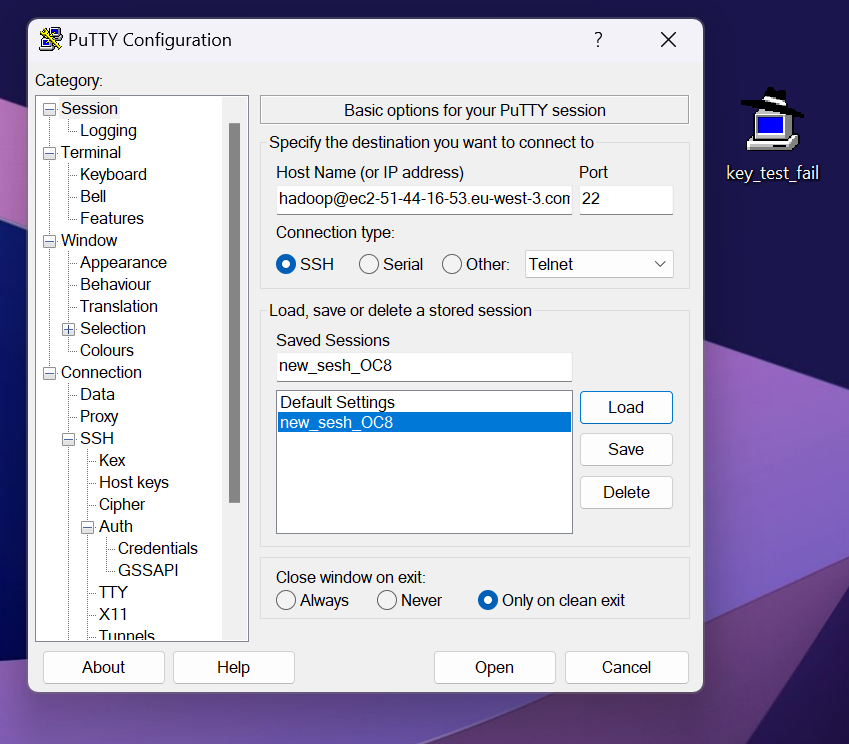 PuTTY Configuration
?
Category:
Session
Logging
Terminal
Keyboard
Bell
Features
Window
Appearance
Behaviour
Translation
Selection
Colours
Connection
Data
Proxy
SSH
Kex
Host keys
Cipher
Auth
Credentials
GSSAPI
TTY
X11
Tunnels
Basic options for your PuTTY session
Specify the destination you want to connect to
Host Name (or IP address) Port
hadoop@ec2-51-44-16-53.eu-west-3.com 22
Connection type:
SSH Serial Other: Telnet
Load, save or delete a stored session
Saved Sessions
new_sesh_OC8
Default Settings
new_sesh_OC8
Load
Save
Delete
Close window on exit:
Always Never Only on clean exit
About Help Open Cancel
key_test_fail